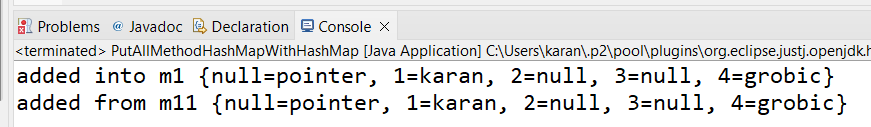 Problems @ Javadoc Declaration Console ×
<terminated> PutAllMethodHashMapWithHashMap [Java Application] C:\Users\karan\.p2\pool\plugins\org.eclipse.justj.openjdk.h
added into m1 {null=pointer, 1=karan, 2=null, 3=null, 4=grobic}
added from m11 {null=pointer, 1=karan, 2=null, 3=null, 4=grobic}